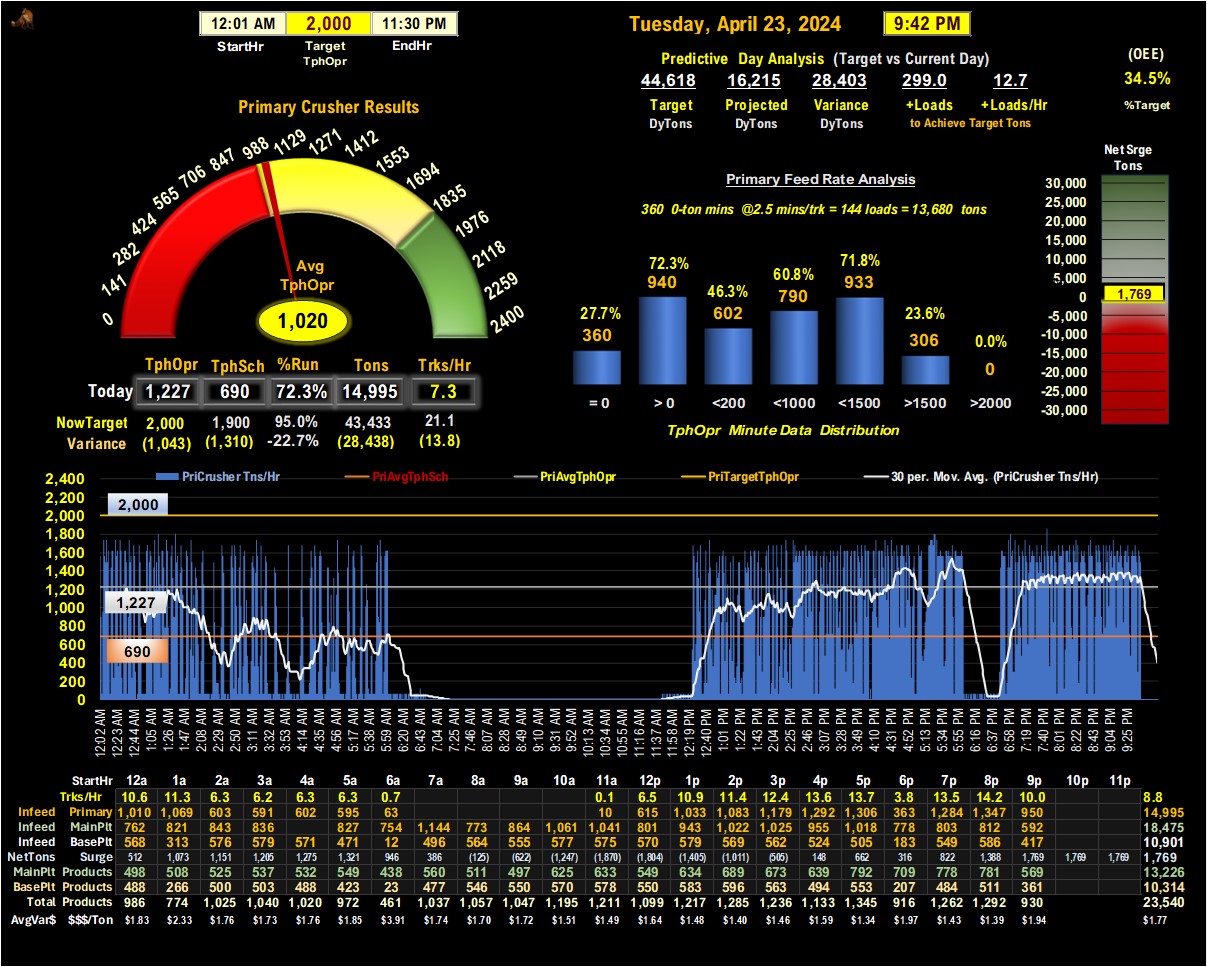 12:01 AM 2,000 11:30 PM
StartHr Target EndHr
TphOpr
Tuesday, April 23, 2024 9:42 PM
Predictive Day Analysis (Target vs Current Day)
44,618 16,215 28,403 299.0 12.7
Target Projected Variance +Loads +Loads/Hr
DyTons DyTons DyTons to Achieve Target Tons
(OEE)
34.5%
%Target
Primary Crusher Results
0 141 282 424 565 706 847 988 1129 1271 1412 1553 1694 1835 1976 2118 2259 2400
Avg
TphOpr
1,020
TphOpr TphSch %Run Tons Trks/Hr
Today 1,227 690 72.3% 14,995 7.3
NowTarget 2,000 1,900 95.0% 43,433 21.1
Variance (1,043) (1,310) -22.7% (28,438) (13.8)
Primary Feed Rate Analysis
360 0-ton mins @2.5 mins/trk = 144 loads = 13,680 tons
27.7% 72.3% 46.3% 60.8% 71.8% 23.6% 0.0%
360 940 602 790 933 306 0
= 0 > 0 <200 <1000 <1500 >1500 >2000
TphOpr Minute Data Distribution
Net Srge
Tons
30,000
25,000
20,000
15,000
10,000
5,000
0 1,769
-5,000
-10,000
-15,000
-20,000
-25,000
-30,000
PriCrusher Tns/Hr PriAvgTphSch PriAvgTphOpr PriTargetTphOpr 30 per. Mov. Avg. (PriCrusher Tns/Hr)
2,400
2,200
2,000 2,000
1,800
1,600
1,400
1,200 1,227
1,000
800
600 690
400
200
0
12:02 AM 12:23 AM 12:44 AM 1:05 AM 1:26 AM 1:47 AM 2:08 AM 2:29 AM 2:50 AM 3:11 AM 3:32 AM 3:53 AM 4:14 AM 4:35 AM 4:56 AM 5:17 AM 5:38 AM 5:59 AM 6:20 AM 6:43 AM 7:04 AM 7:25 AM 7:46 AM 8:07 AM 8:28 AM 8:49 AM 9:10 AM 9:31 AM 9:52 AM 10:13 AM 10:34 AM 10:55 AM 11:16 AM 11:37 AM 11:58 AM 12:19 PM 12:40 PM 1:01 PM 1:22 PM 1:43 PM 2:04 PM 2:25 PM 2:46 PM 3:07 PM 3:28 PM 3:49 PM 4:10 PM 4:31 PM 4:52 PM 5:13 PM 5:34 PM 5:55 PM 6:16 PM 6:37 PM 6:58 PM 7:19 PM 7:40 PM 8:01 PM 8:22 PM 8:43 PM 9:04 PM 9:25 PM
StartHr 12a 1a 2a 3a 4a 5a 6a 7a 8a 9a 10a 11a 12p 1p 2p 3p 4p 5p 6p 7p 8p 9p 10p 11p
Trks/Hr 10.6 11.3 6.3 6.2 6.3 6.3 0.7 0.1 6.5 10.9 11.4 12.4 13.6 13.7 3.8 13.5 14.2 10.0 8.8
Infeed Primary 1,010 1,069 603 591 602 595 63 10 615 1,033 1,083 1,179 1,292 1,306 363 1,284 1,347 950 14,995
Infeed MainPlt 762 821 843 836 827 754 1,144 773 864 1,061 1,041 801 943 1,022 1,025 955 1,018 778 803 812 592 18,475
Infeed BasePlt 568 313 576 579 571 471 12 496 564 555 577 575 570 579 569 562 524 505 183 549 586 417 10,901
NetTons Surge 512 1,073 1,151 1,205 1,275 1,321 946 386 (125) (622) (1,247) (1,870) (1,804) (1,405) (1,011) (505) 148 662 316 822 1,388 1,769 1,769 1,769 1,769
MainPlt Products 498 508 525 537 532 549 438 560 511 497 625 633 549 634 689 673 639 792 709 778 781 569 13,226
BasePlt Products 488 266 500 503 488 423 23 477 546 550 570 578 550 583 596 563 494 553 207 484 511 361 10,314
Total Products 986 774 1,025 1,040 1,020 972 461 1,037 1,057 1,047 1,195 1,211 1,099 1,217 1,285 1,236 1,133 1,345 916 1,262 1,292 930 23,540
AvgVar$ $$$/Ton $1.83 $2.33 $1.76 $1.73 $1.76 $1.85 $3.91 $1.74 $1.70 $1.72 $1.51 $1.49 $1.64 $1.48 $1.40 $1.46 $1.59 $1.34 $1.97 $1.43 $1.39 $1.94 $1.77